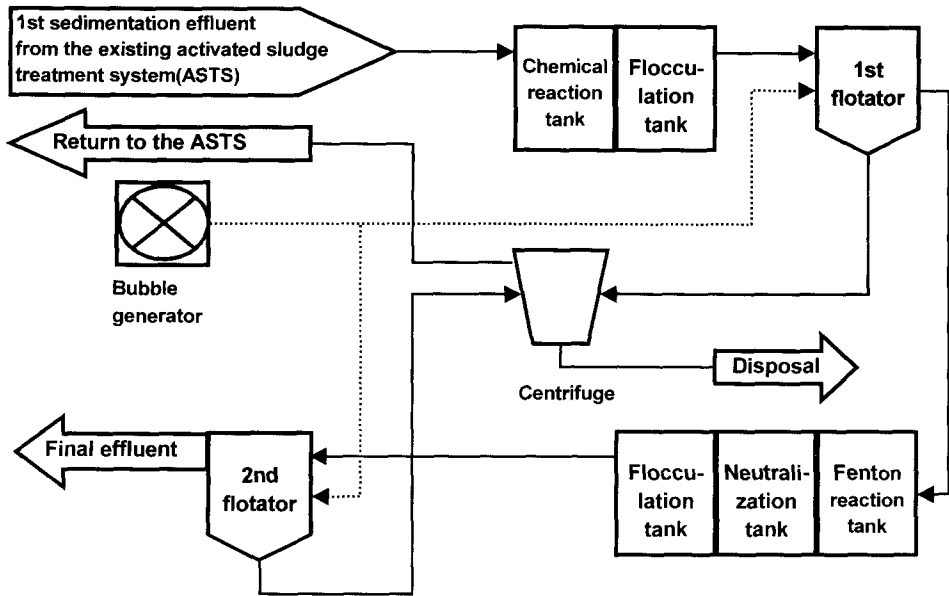 1st sedimentation effluent
from the existing activated sludge
treatment system(ASTS)
Chemical
reaction
tank
Floccu-
lation
tank
1st
flotator
Return to the ASTS
Bubble
generator
Centrifuge
Disposal
Final effluent
2nd
flotator
Floccu-
lation
tank
Neutrali-
zation
tank
Fenton
reaction
tank